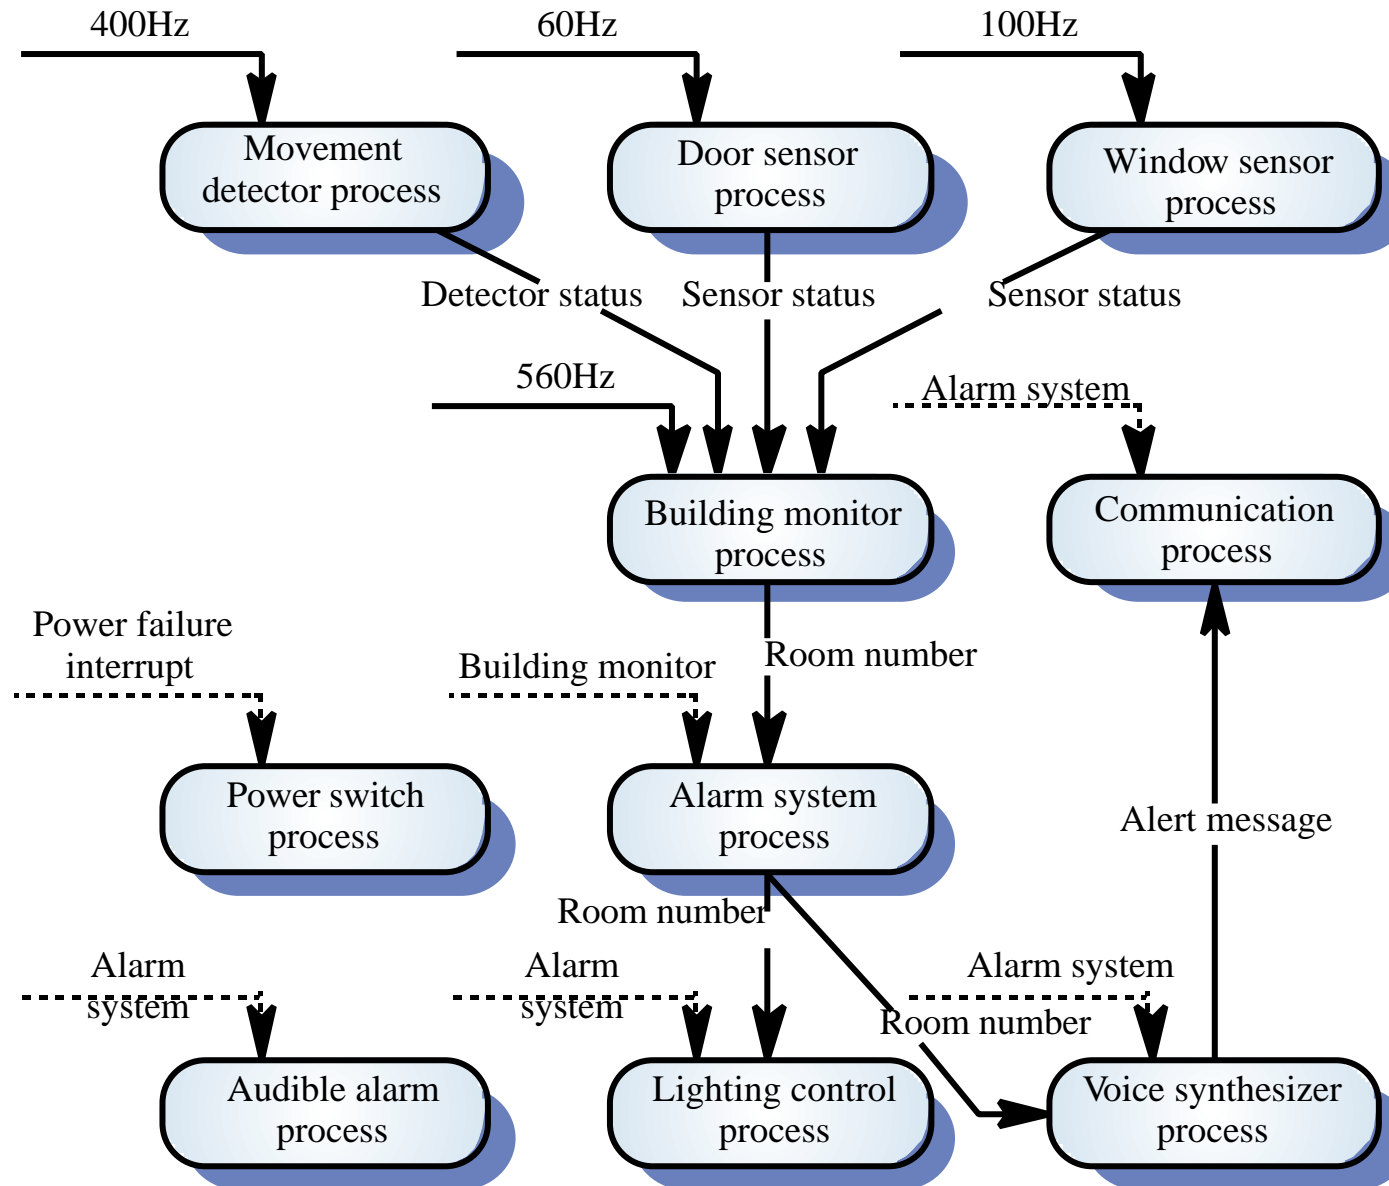 400Hz
60Hz
100Hz
Movement
detector process
Door sensor
process
Window sensor
process
Detector status
Sensor status
Sensor status
560Hz
Alarm system
Building monitor
process
Communication
process
Power failure
interrupt
Building monitor
Room number
Power switch
process
Alarm system
process
Alert message
Room number
Alarm
system
Alarm
system
Alarm system
Room number
Audible alarm
process
Lighting control
process
Voice synthesizer
process